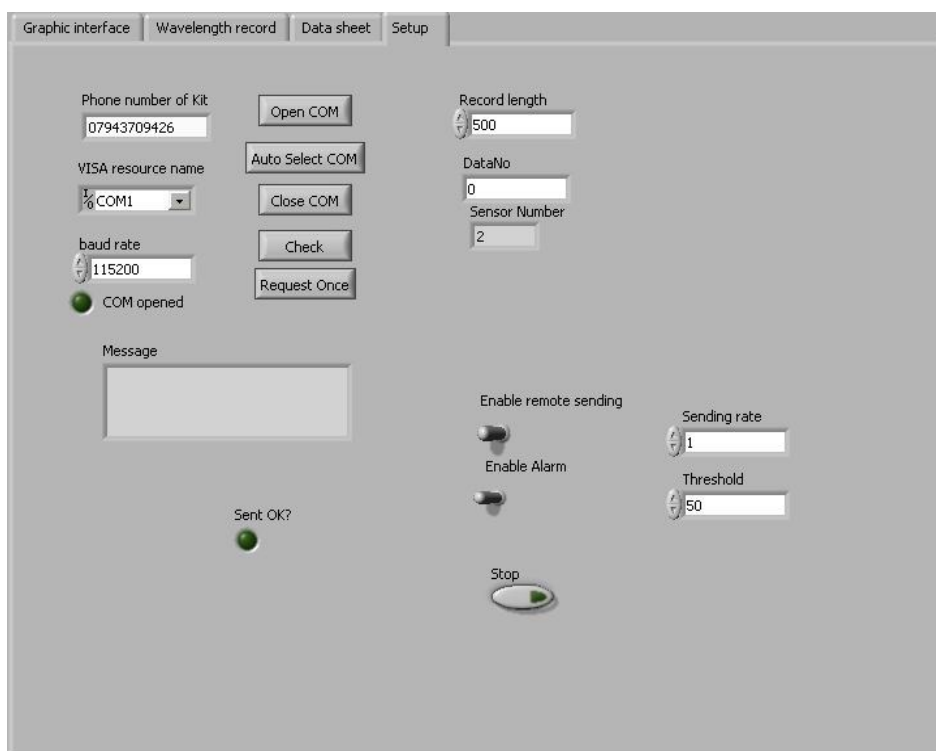 Graphic interface
Wavelength record
Data sheet
Setup
Phone number of Kit
07943709426
VISA resource name
COM1
baud rate
115200
COM opened
Open COM
Auto Select COM
Close COM
Check
Request Once
Record length
500
DataNo
0
Sensor Number
2
Message
Sent OK?
Enable remote sending
Enable Alarm
Sending rate
1
Threshold
50
Stop